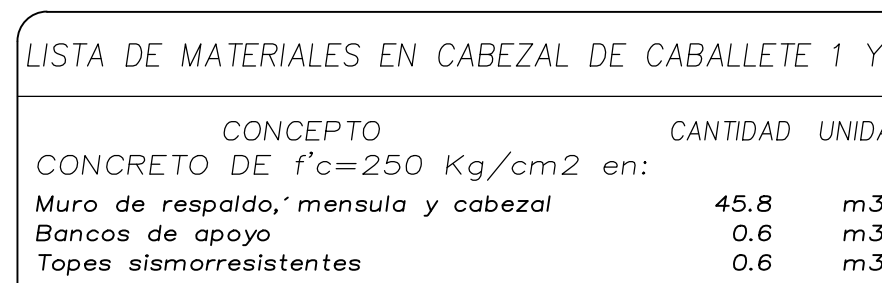 LISTA DE MATERIALES EN CABEZAL DE CABALLETE 1 Y
CONCEPTO CANTIDAD UNIDA
CONCRETO DE f'c=250 Kg/cm2 en:
Muro de respaldo,´mensula y cabezal 45.8 m3
Bancos de apoyo 0.6 m3
Topes sismorresistentes 0.6 m3